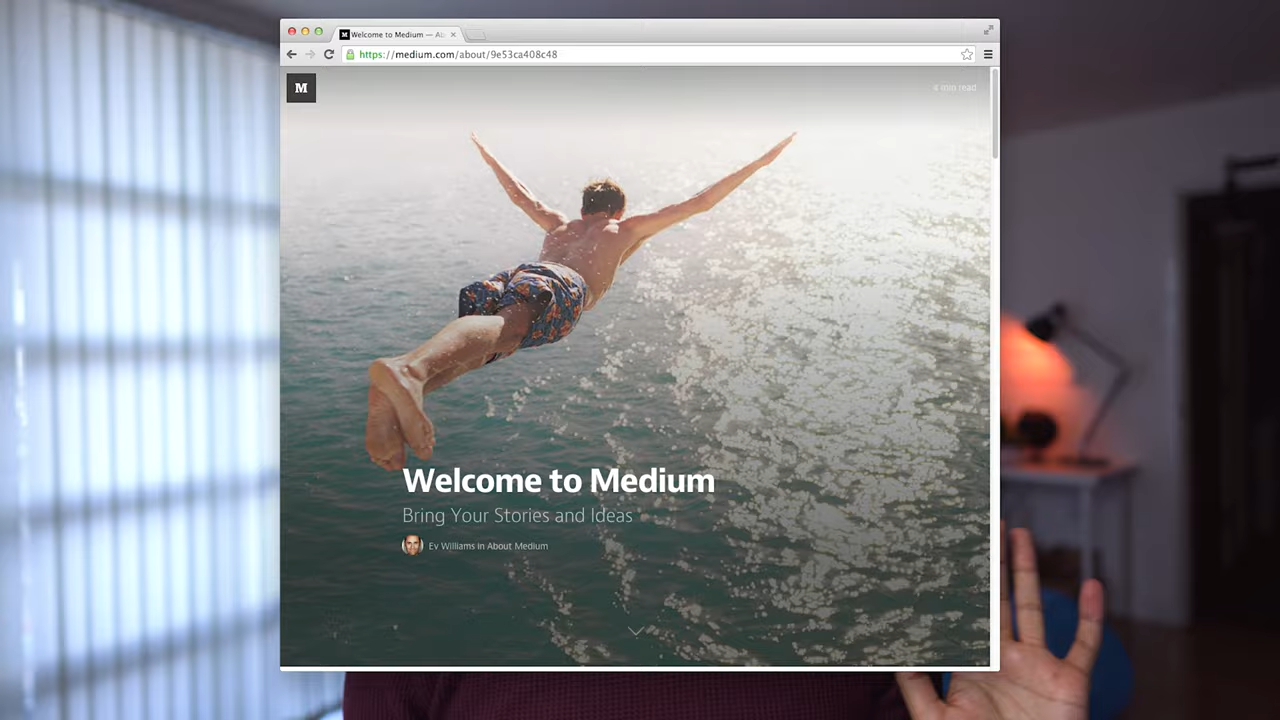 M Welcome to Medium — Ab
https://medium.com/about/9e53ca408c48
M
4 min read
Welcome to Medium
Bring Your Stories and Ideas
Ev Williams in About Medium